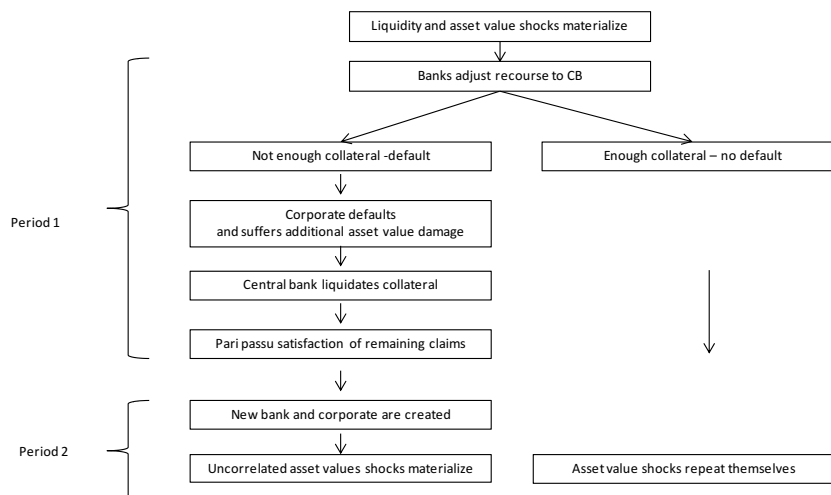 Liquidity and asset value shocks materialize
Banks adjust recourse to CB
Not enough collateral -default
Enough collateral – no default
Period 1
Corporate defaults
and suffers additional asset value damage
Central bank liquidates collateral
Pari passu satisfaction of remaining claims
New bank and corporate are created
Period 2
Uncorrelated asset values shocks materialize
Asset value shocks repeat themselves